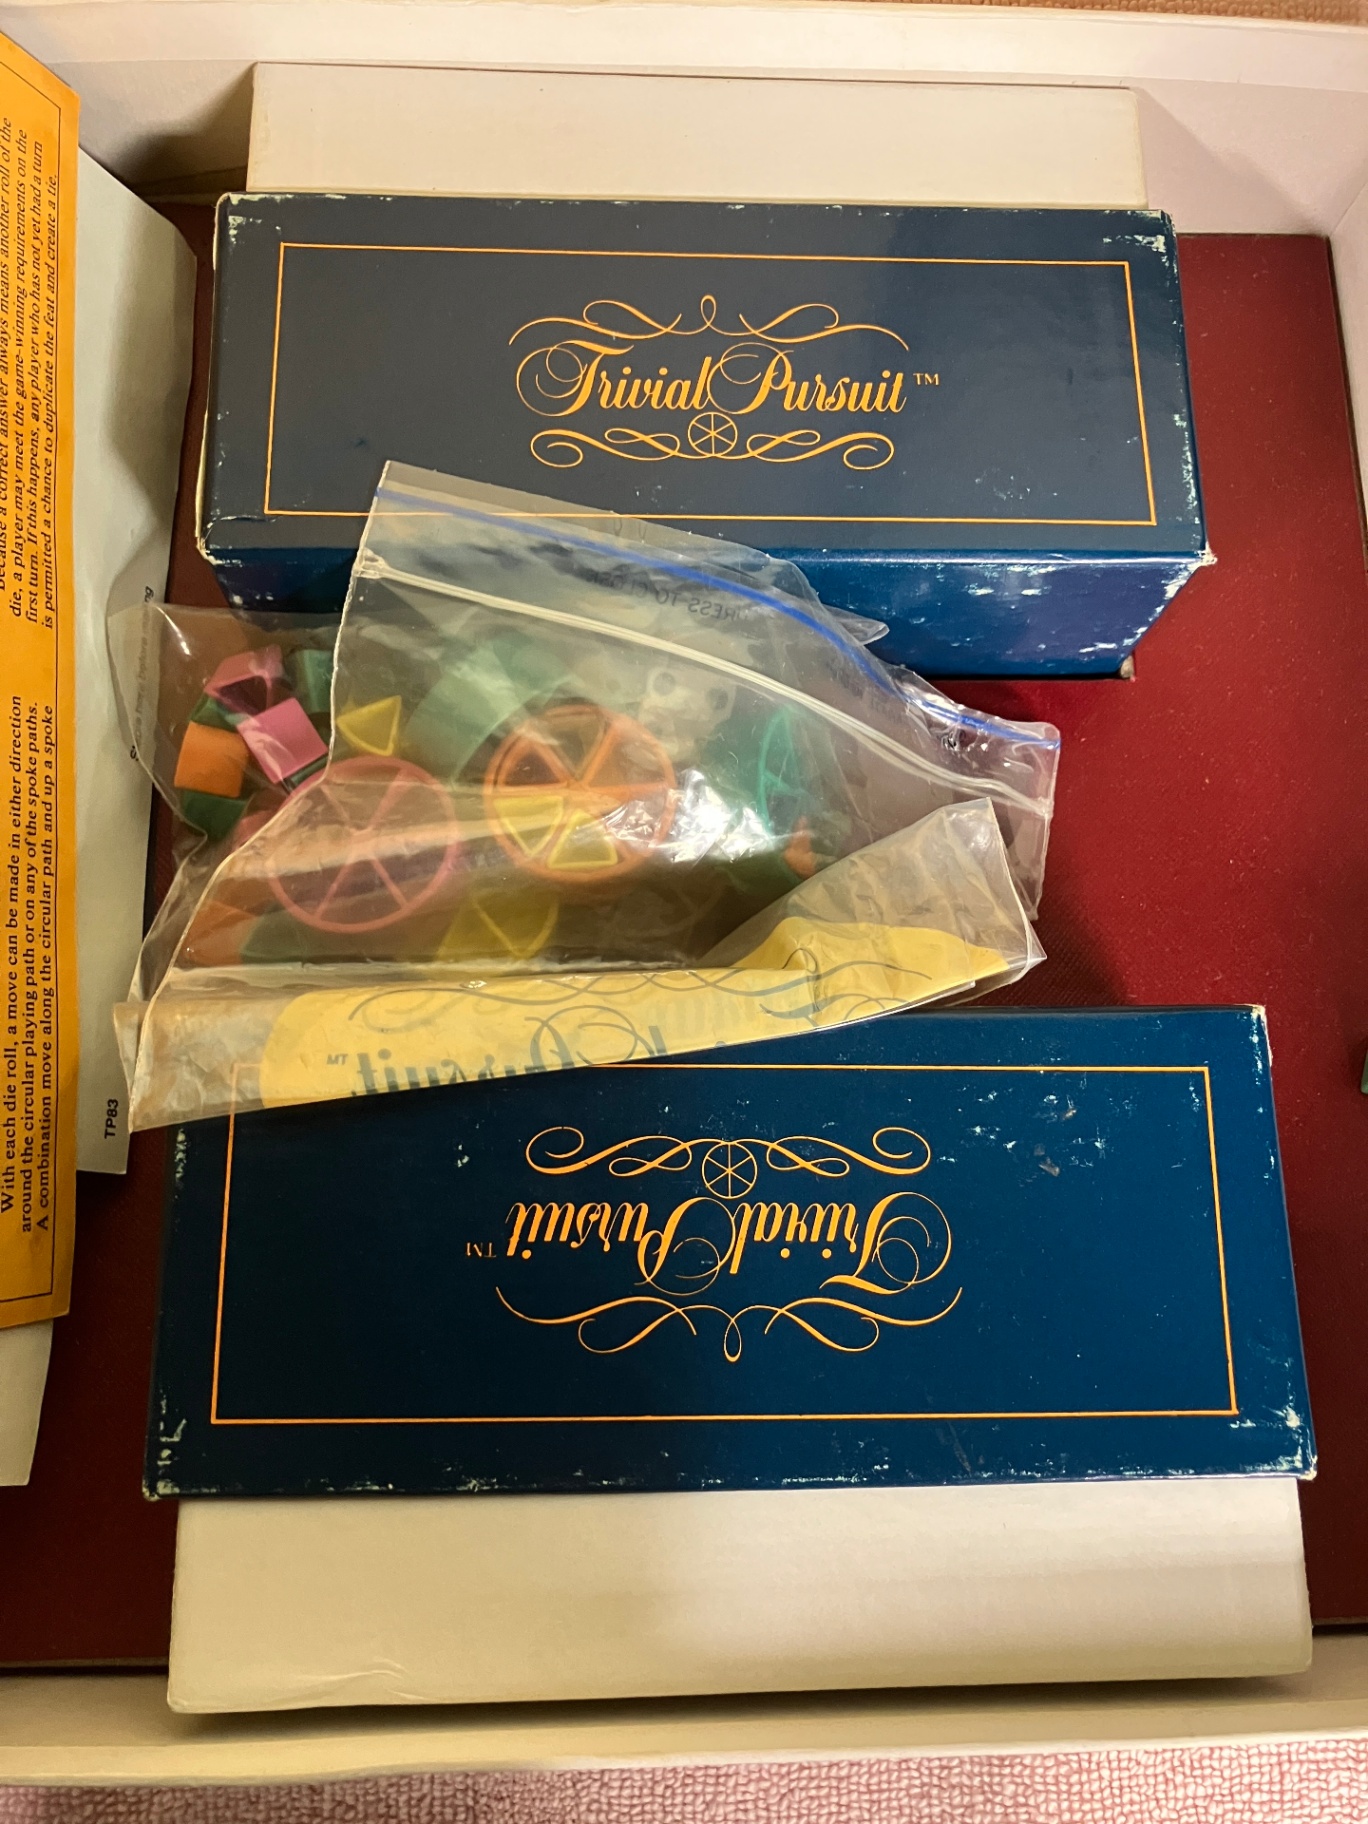 Because a correct answer always means another roll of the
die, a player may meet the game-winning requirements on the
first turn. If this happens, any player who has not yet had a turn
is permitted a chance to duplicate the feat and create a tie.
With each die roll, a move can be made in either direction
around the circular playing path or on any of the spoke paths.
A combination move along the circular path and up a spoke
TP83
Trivial Pursuit™
PRESS TO CLOSE
Pursuit™
Trivial Pursuit™